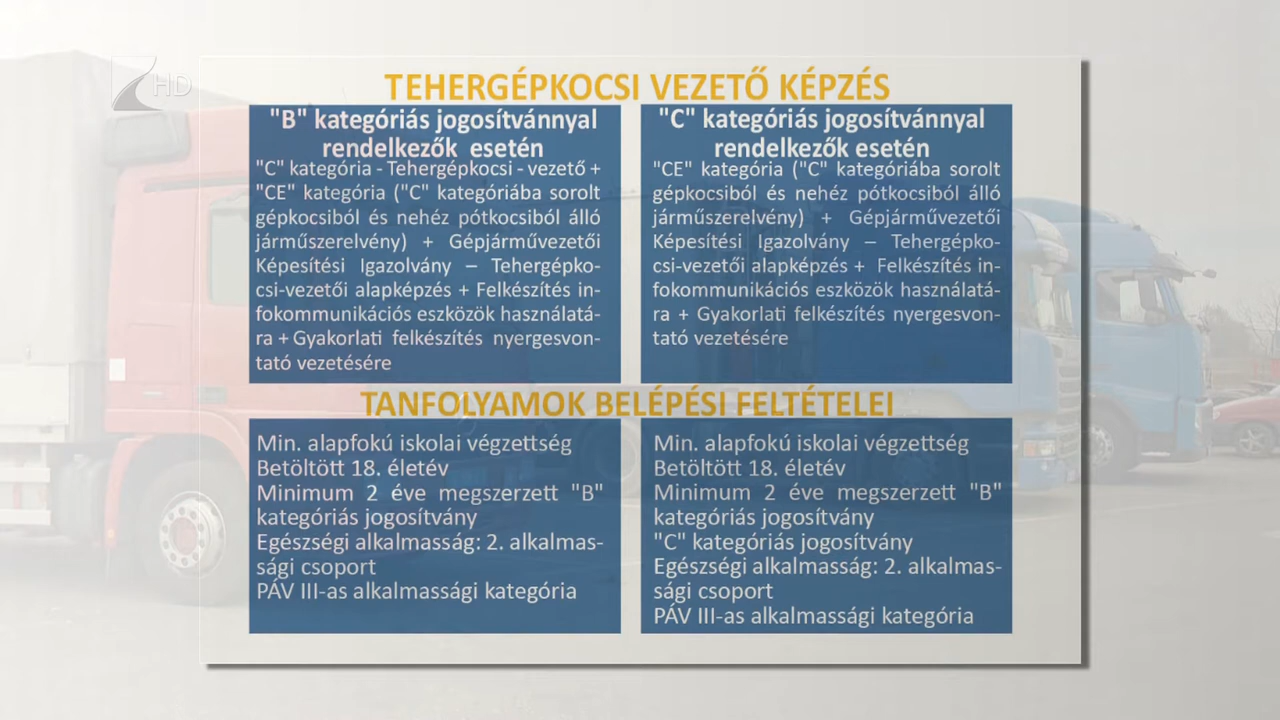 HD
TEHERGÉPKOCSI VEZETŐ KÉPZÉS
"B" kategóriás jogosítvánnyal
rendelkezők esetén
"C" kategória - Tehergépkocsi - vezető +
"CE" kategória ("C" kategóriába sorolt
gépkocsiból és nehéz pótkocsiból álló
járműszerelvény) + Gépjárművezetői
Képesítési Igazolvány – Tehergépko-
csi-vezetői alapképzés + Felkészítés in-
fokommunikációs eszközök használatá-
ra + Gyakorlati felkészítés nyergesvon-
tató vezetésére
"C" kategóriás jogosítvánnyal
rendelkezők esetén
"CE" kategória ("C" kategóriába sorolt
gépkocsiból és nehéz pótkocsiból álló
járműszerelvény) + Gépjárművezetői
Képesítési Igazolvány – Tehergépko-
csi-vezetői alapképzés + Felkészítés in-
fokommunikációs eszközök használatá-
ra + Gyakorlati felkészítés nyergesvon-
tató vezetésére
TANFOLYAMOK BELÉPÉSI FELTÉTELEI
Min. alapfokú iskolai végzettség
Betöltött 18. életév
Minimum 2 éve megszerzett "B"
kategóriás jogosítvány
Egészségi alkalmasság: 2. alkalmas-
sági csoport
PÁV III-as alkalmassági kategória
Min. alapfokú iskolai végzettség
Betöltött 18. életév
Minimum 2 éve megszerzett "B"
kategóriás jogosítvány
"C" kategóriás jogosítvány
Egészségi alkalmasság: 2. alkalmas-
sági csoport
PÁV III-as alkalmassági kategória